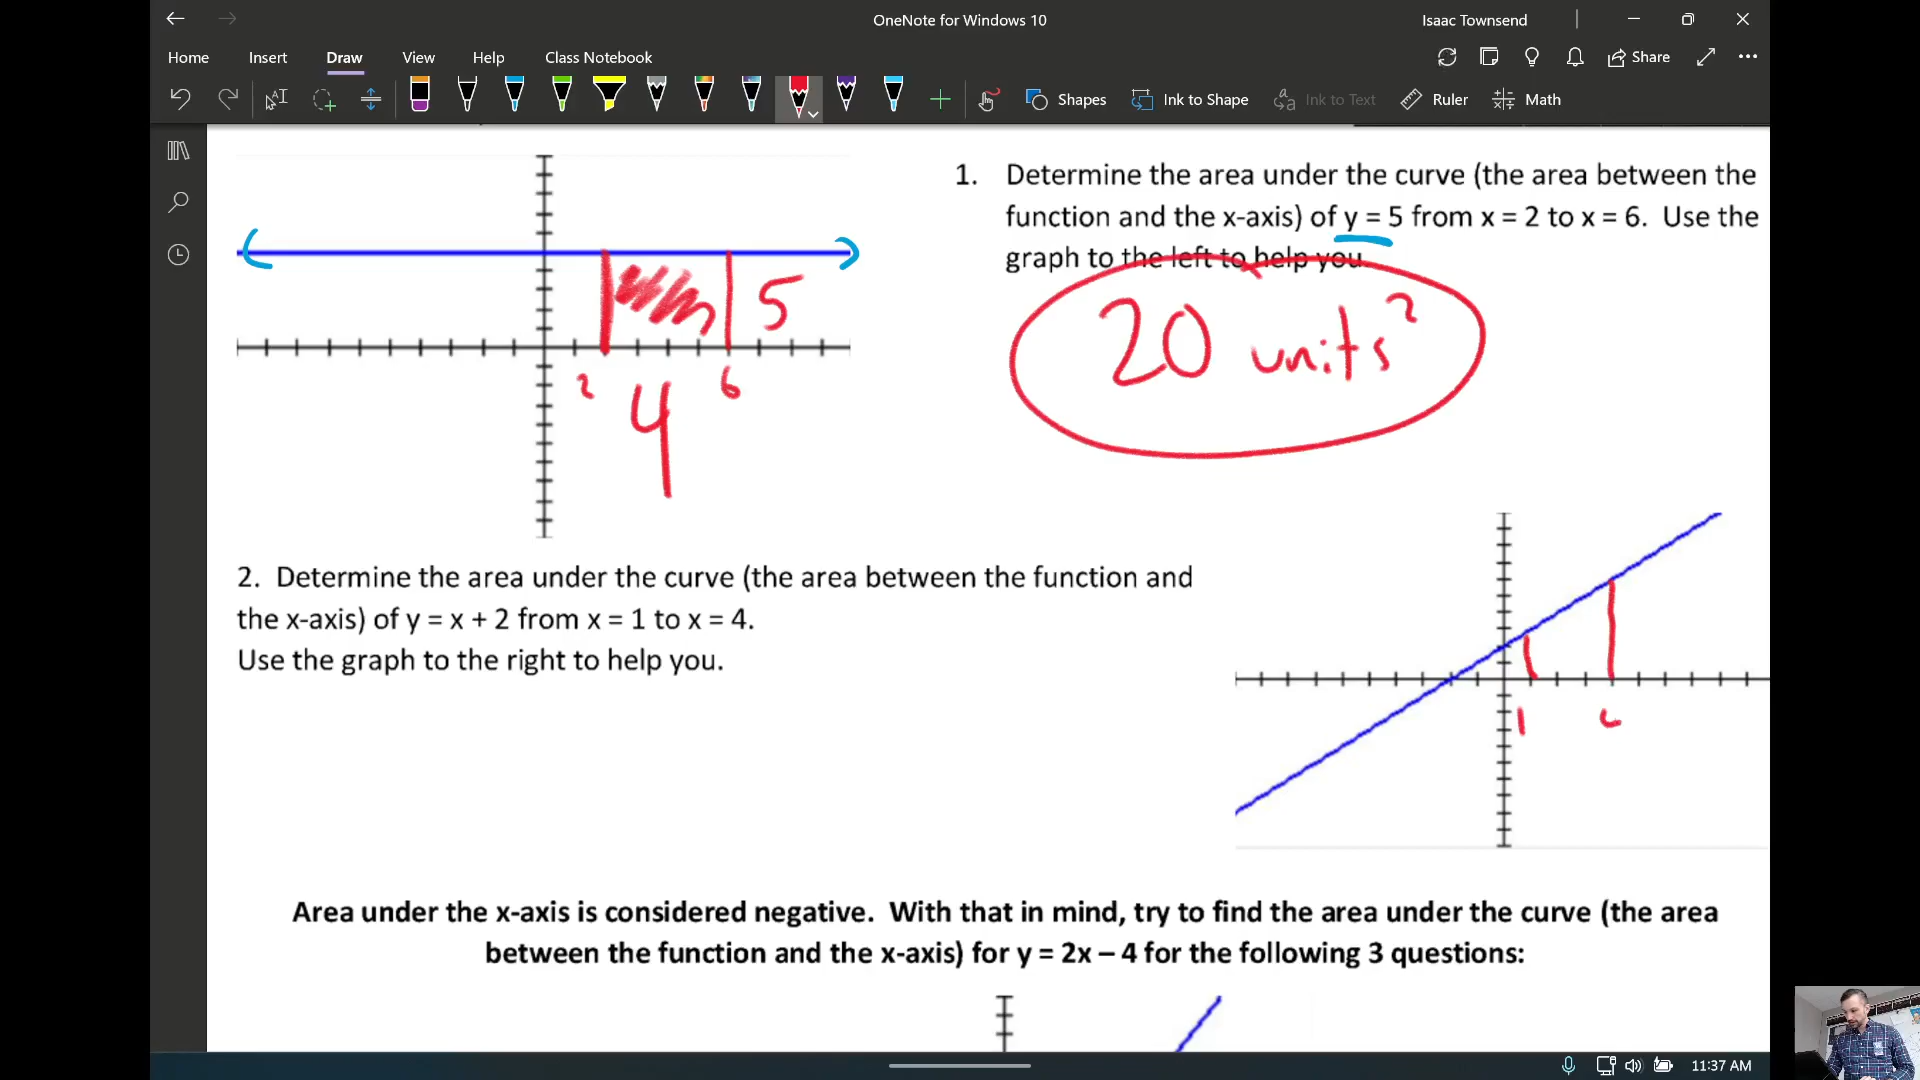 OneNote for Windows 10
Isaac Townsend
Home Insert Draw View Help Class Notebook
Share
Shapes Ink to Shape Ink to Text Ruler Math
1. Determine the area under the curve (the area between the
function and the x-axis) of y = 5 from x = 2 to x = 6. Use the
graph to the left to help you.
20 units²
5
2 6
4
2. Determine the area under the curve (the area between the function and
the x-axis) of y = x + 2 from x = 1 to x = 4.
Use the graph to the right to help you.
1
Area under the x-axis is considered negative. With that in mind, try to find the area under the curve (the area
between the function and the x-axis) for y = 2x – 4 for the following 3 questions:
11:37 AM